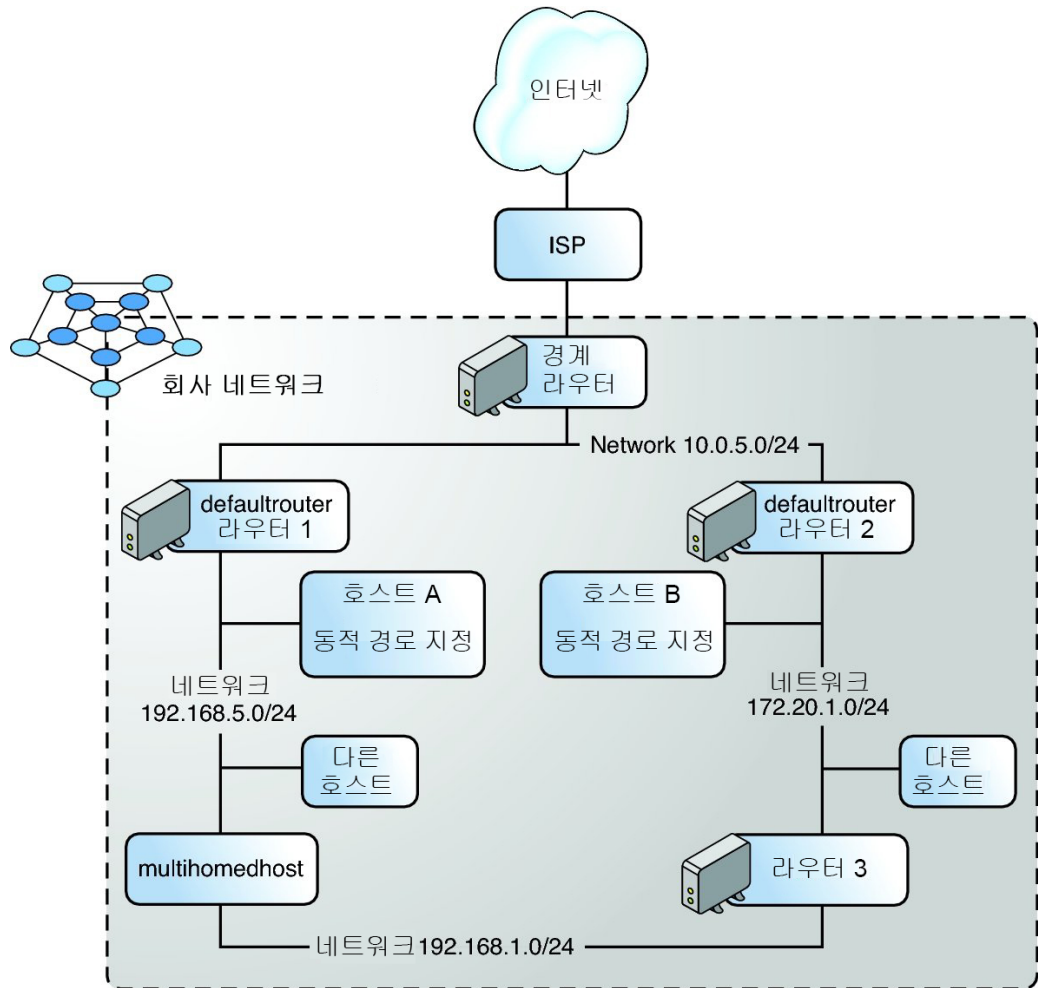 인터넷
ISP
경계
라우터
회사 네트워크
Network 10.0.5.0/24
defaultrouter
라우터 1
defaultrouter
라우터 2
호스트 A
동적 경로 지정
호스트 B
동적 경로 지정
네트워크
192.168.5.0/24
네트워크
172.20.1.0/24
다른
호스트
다른
호스트
multihomedhost
라우터 3
네트워크192.168.1.0/24